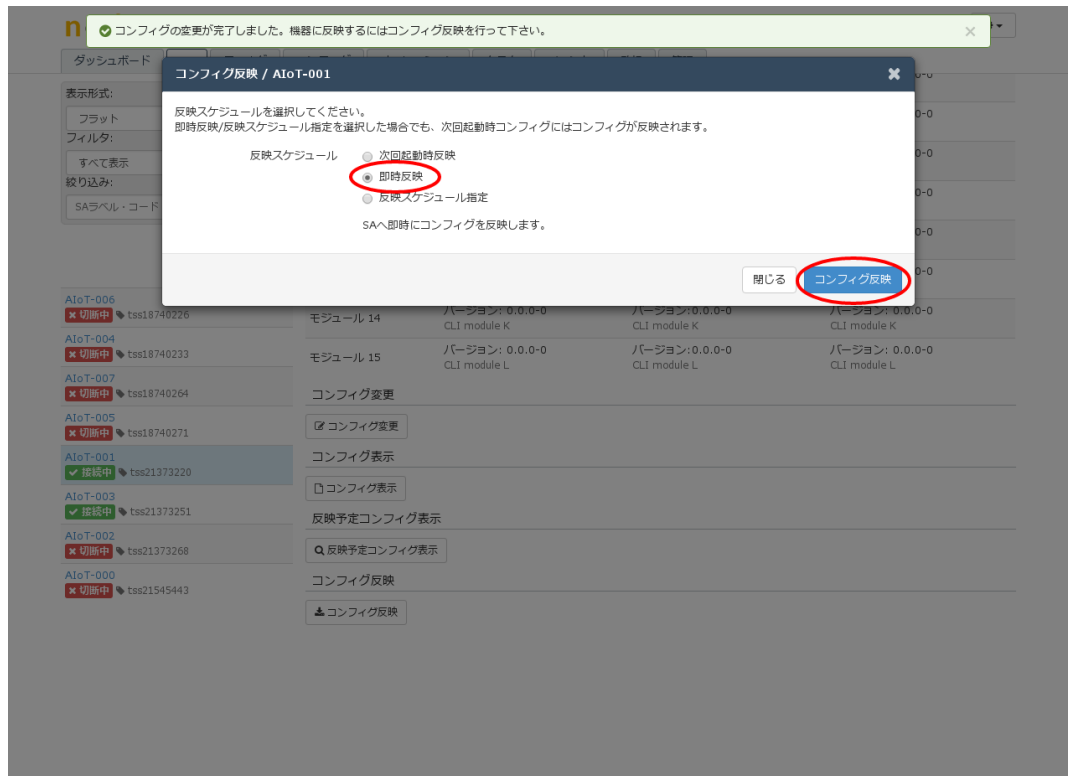 コンフィグの変更が完了しました。機器に反映するにはコンフィグ反映を行って下さい。
ダッシュボード
コンフィグ反映 / AIoT-001
反映スケジュールを選択してください。
即時反映/反映スケジュール指定を選択した場合でも、次回起動時コンフィグにはコンフィグが反映されます。
反映スケジュール
次回起動時反映
即時反映
反映スケジュール指定
SAへ即時にコンフィグを反映します。
閉じる
コンフィグ反映
表示形式:
フラット
フィルタ:
すべて表示
絞り込み:
SAラベル・コード
AIoT-006
切断中 tss18740226
AIoT-004
切断中 tss18740233
AIoT-007
切断中 tss18740264
AIoT-005
切断中 tss18740271
AIoT-001
接続中 tss21373220
AIoT-003
接続中 tss21373251
AIoT-002
切断中 tss21373268
AIoT-000
切断中 tss21545443
モジュール 14 バージョン: 0.0.0-0 バージョン:0.0.0-0 バージョン: 0.0.0-0
CLI module K CLI module K CLI module K
モジュール 15 バージョン: 0.0.0-0 バージョン:0.0.0-0 バージョン: 0.0.0-0
CLI module L CLI module L CLI module L
コンフィグ変更
コンフィグ変更
コンフィグ表示
コンフィグ表示
反映予定コンフィグ表示
反映予定コンフィグ表示
コンフィグ反映
コンフィグ反映